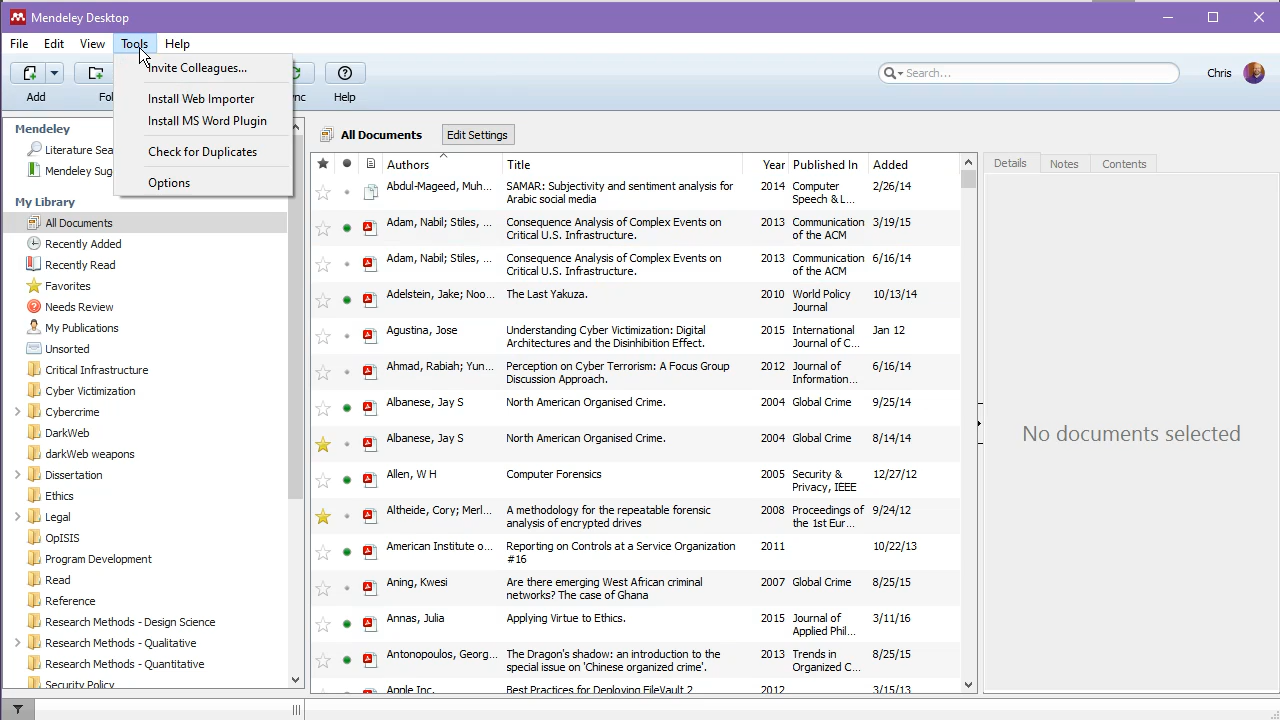 Mendeley Desktop
File Edit View Tools Help
Invite Colleagues...
Install Web Importer
Install MS Word Plugin
Check for Duplicates
Options
Add
Help
Search...
Chris
Mendeley
Literature Sea
Mendeley Sug
My Library
All Documents
Recently Added
Recently Read
Favorites
Needs Review
My Publications
Unsorted
Critical Infrastructure
Cyber Victimization
Cybercrime
DarkWeb
darkWeb weapons
Dissertation
Ethics
Legal
OpISIS
Program Development
Read
Reference
Research Methods - Design Science
Research Methods - Qualitative
Research Methods - Quantitative
Security Policy
All Documents Edit Settings
Authors Title Year Published In Added
Abdul-Mageed, Muh... SAMAR: Subjectivity and sentiment analysis for 2014 Computer 2/26/14
Arabic social media Speech & L...
Adam, Nabil; Stiles, ... Consequence Analysis of Complex Events on 2013 Communication 3/19/15
Critical U.S. Infrastructure. of the ACM
Adam, Nabil; Stiles, ... Consequence Analysis of Complex Events on 2013 Communication 6/16/14
Critical U.S. Infrastructure. of the ACM
Adelstein, Jake; Noo... The Last Yakuza. 2010 World Policy 10/13/14
Journal
Agustina, Jose Understanding Cyber Victimization: Digital 2015 International Jan 12
Architectures and the Disinhibition Effect. Journal of C...
Ahmad, Rabiah; Yun... Perception on Cyber Terrorism: A Focus Group 2012 Journal of 6/16/14
Discussion Approach. Information...
Albanese, Jay S North American Organised Crime. 2004 Global Crime 9/25/14
Albanese, Jay S North American Organised Crime. 2004 Global Crime 8/14/14
Allen, W H Computer Forensics 2005 Security & 12/27/12
Privacy, IEEE
Altheide, Cory; Merl... A methodology for the repeatable forensic 2008 Proceedings of 9/24/12
analysis of encrypted drives the 1st Eur...
American Institute o... Reporting on Controls at a Service Organization 2011 10/22/13
#16
Aning, Kwesi Are there emerging West African criminal 2007 Global Crime 8/25/15
networks? The case of Ghana
Annas, Julia Applying Virtue to Ethics. 2015 Journal of 3/11/16
Applied Phil...
Antonopoulos, Georg... The Dragon's shadow: an introduction to the 2013 Trends in 8/25/15
special issue on 'Chinese organized crime'. Organized C...
Apple Inc. Best Practices for Deploying FileVault 2 2012 3/15/13
Details Notes Contents
No documents selected